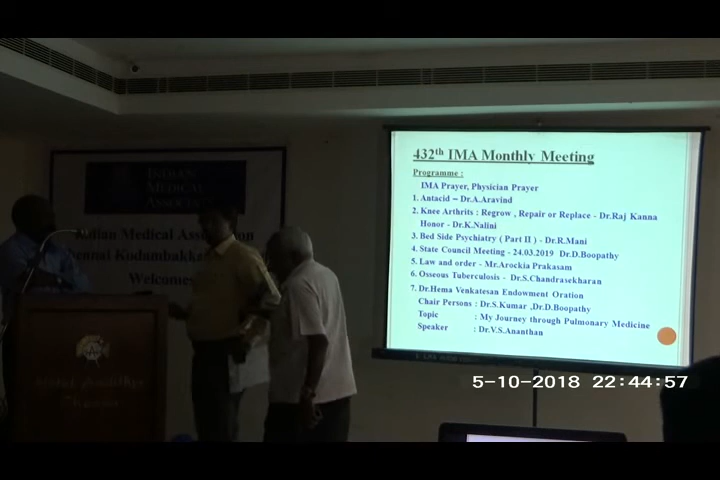 INDIAN
MEDICAL
Indian Medical
Welcomes
432th IMA Monthly Meeting
Programme :
IMA Prayer, Physician Prayer
1. Antacid – Dr.A.Aravind
2. Knee Arthrits : Regrow , Repair or Replace - Dr.Raj Kanna
Honor - Dr.K.Nalini
3. Bed Side Psychiatry ( Part II ) - Dr.R.Mani
4. State Council Meeting - 24.03.2019 Dr.D.Boopathy
5. Law and order - Mr.Arockia Prakasam
6. Osseous Tuberculosis - Dr.S.Chandrasekharan
7. Dr.Hema Venkatesan Endowment Oration
Chair Persons : Dr.S.Kumar ,Dr.D.Boopathy
Topic : My Journey through Pulmonary Medicine
Speaker : Dr.V.S.Ananthan
5-10-2018 22:44:57